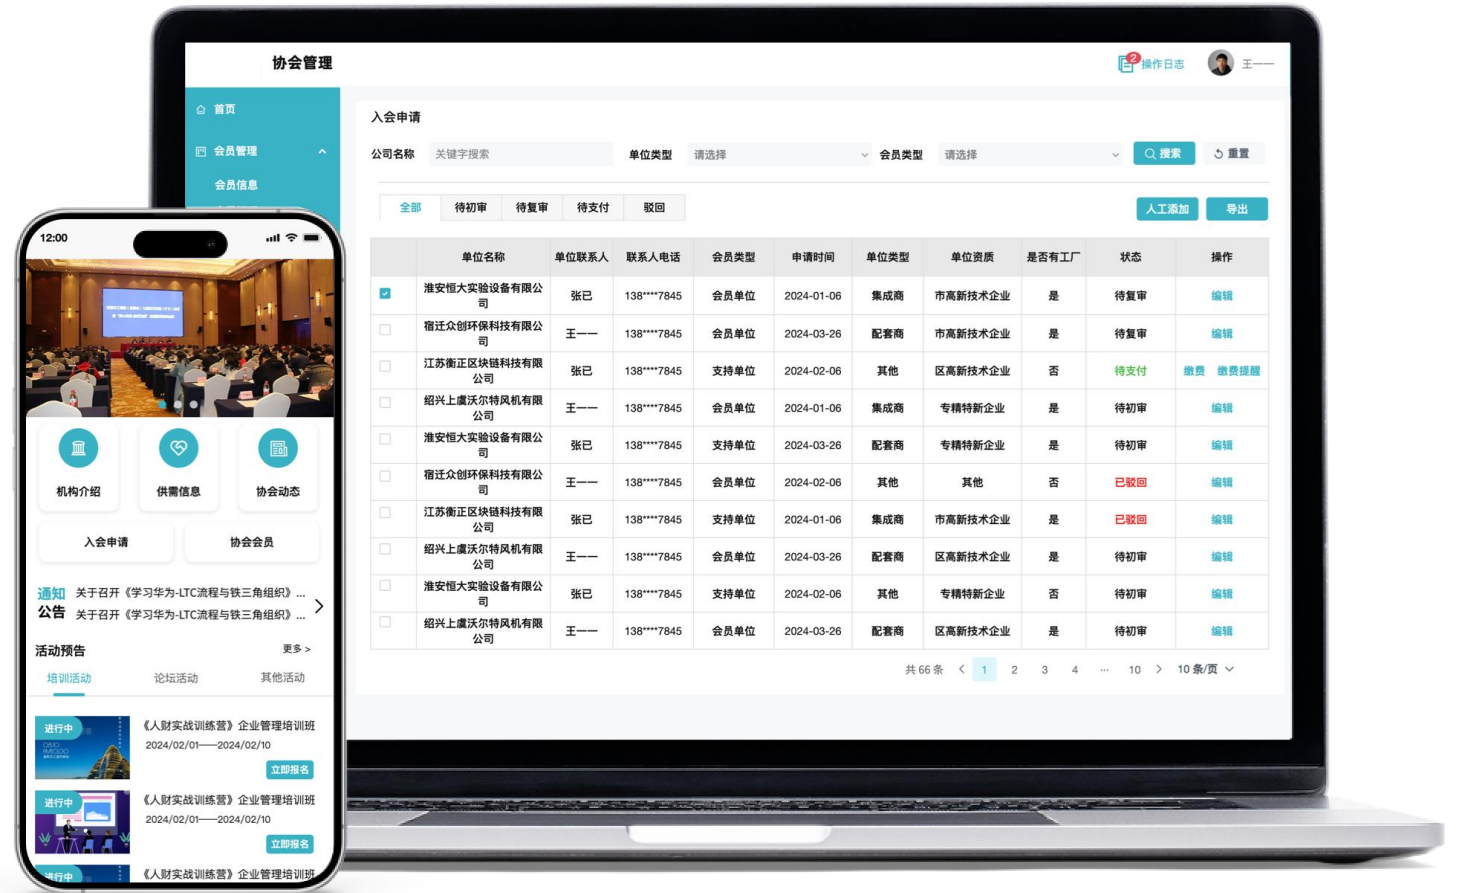 协会管理
2
操作日志
王一一
首页
会员管理
会员信息
入会申请
公司名称 关键字搜索 单位类型 请选择 会员类型 请选择 搜索 重置
全部 待初审 待复审 待支付 驳回 人工添加 导出
单位名称 单位联系人 联系人电话 会员类型 申请时间 单位类型 单位资质 是否有工厂 状态 操作
淮安恒大实验设备有限公司 张已 138****7845 会员单位 2024-01-06 集成商 市高新技术企业 是 待复审 编辑
宿迁众创环保科技有限公司 王一一 138****7845 会员单位 2024-03-26 配套商 市高新技术企业 是 待复审 编辑
江苏衡正区块链科技有限公司 张已 138****7845 支持单位 2024-02-06 其他 区高新技术企业 否 待支付 缴费 缴费提醒
绍兴上虞沃尔特风机有限公司 王一一 138****7845 会员单位 2024-01-06 集成商 专精特新企业 是 待初审 编辑
淮安恒大实验设备有限公司 张已 138****7845 支持单位 2024-03-26 配套商 专精特新企业 是 待初审 编辑
宿迁众创环保科技有限公司 王一一 138****7845 会员单位 2024-02-06 其他 其他 否 已驳回 编辑
江苏衡正区块链科技有限公司 张已 138****7845 支持单位 2024-01-06 集成商 市高新技术企业 是 已驳回 编辑
绍兴上虞沃尔特风机有限公司 王一一 138****7845 会员单位 2024-03-26 配套商 区高新技术企业 是 待初审 编辑
淮安恒大实验设备有限公司 张已 138****7845 支持单位 2024-02-06 其他 专精特新企业 否 待初审 编辑
绍兴上虞沃尔特风机有限公司 王一一 138****7845 会员单位 2024-03-26 配套商 区高新技术企业 是 待初审 编辑
共 66 条 < 1 2 3 4 ... 10 > 10 条/页
12:00
机构介绍 供需信息 协会动态
入会申请 协会会员
通知公告
关于召开《学习华为-LTC流程与铁三角组织》...
关于召开《学习华为-LTC流程与铁三角组织》...
活动预告 更多 >
培训活动 论坛活动 其他活动
进行中
《人财实战训练营》企业管理培训班
2024/02/01——2024/02/10
立即报名
进行中
《人财实战训练营》企业管理培训班
2024/02/01——2024/02/10
立即报名
进行中
《人财实战训练营》企业管理培训班